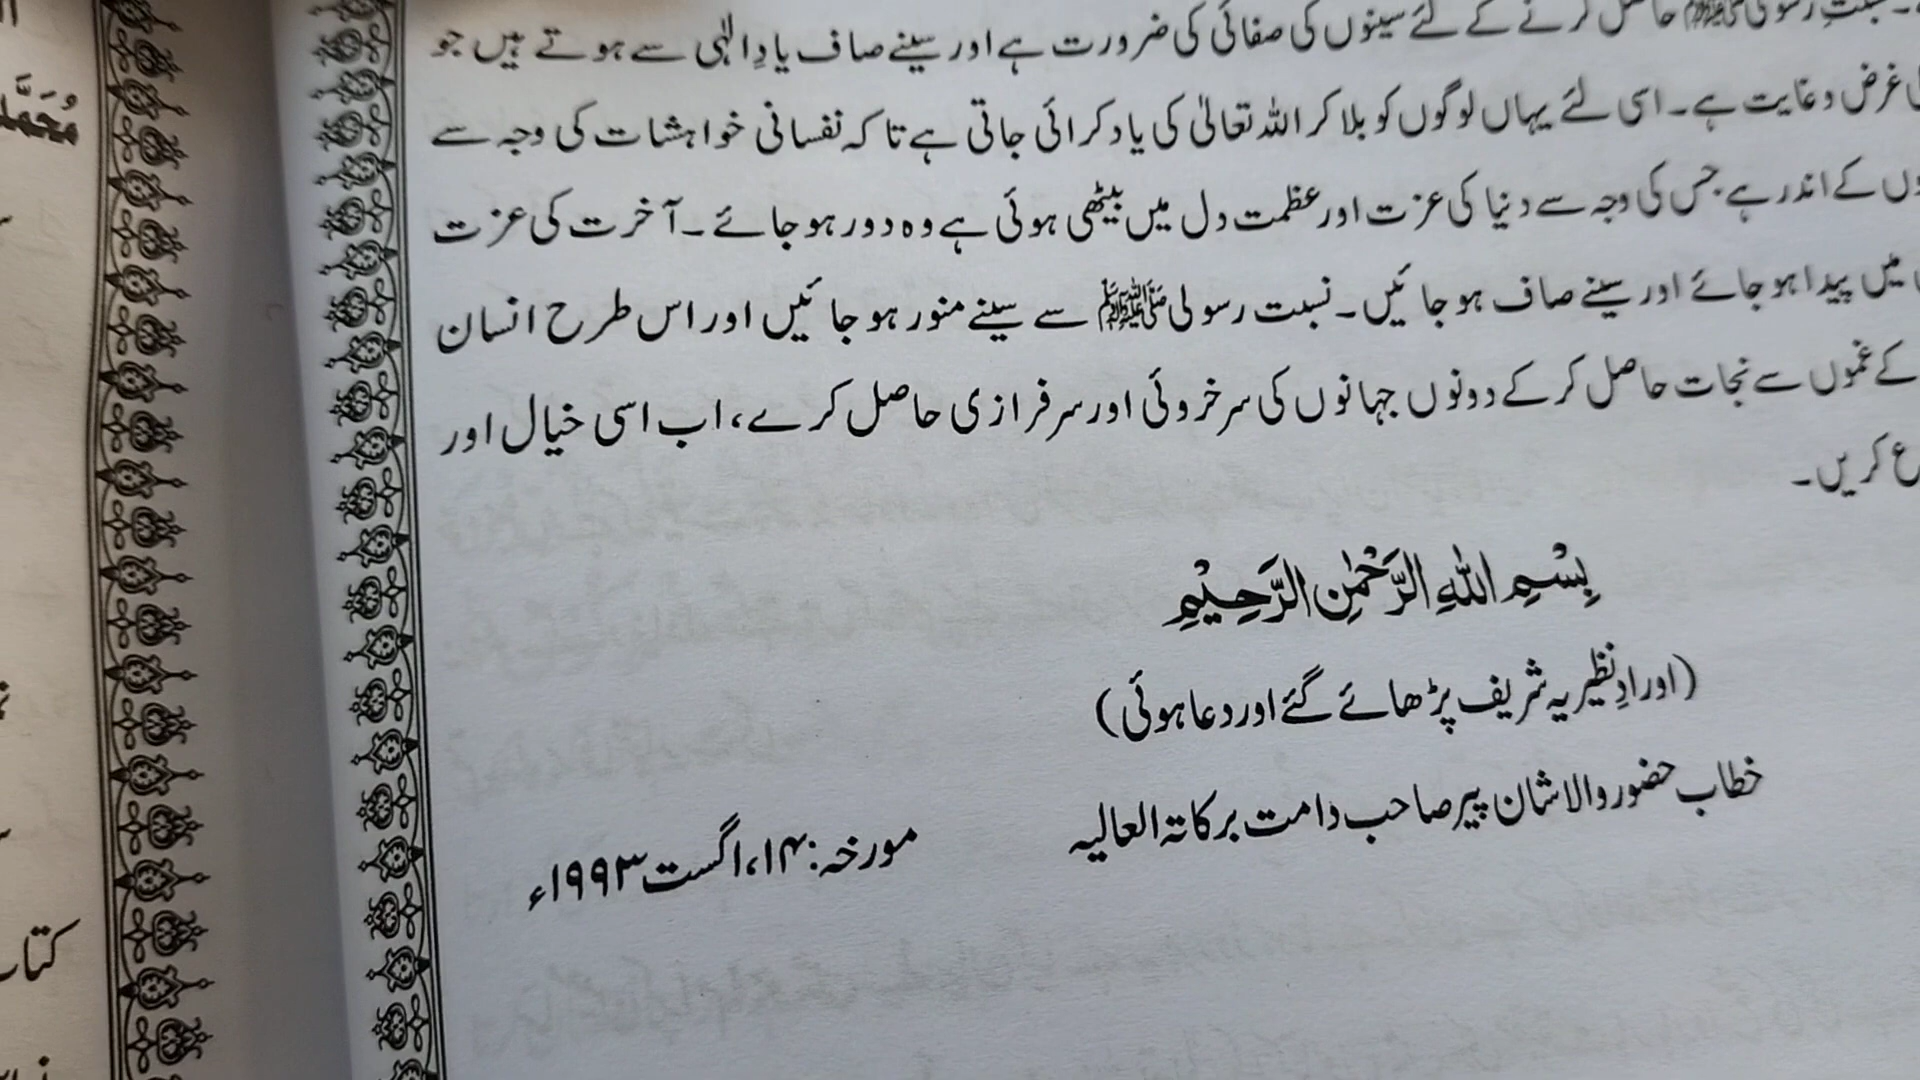 حاصل کرنے کے لئے سینوں کی صفائی کی ضرورت ہے اور سینے صاف یادِ الٰہی سے ہوتے ہیں جو
غرض و غایت ہے۔ اسی لئے یہاں لوگوں کو بلا کر اللہ تعالیٰ کی یاد کرائی جاتی ہے تاکہ نفسانی خواہشات کی وجہ سے
کے اندر ہے جس کی وجہ سے دنیا کی عزت اور عظمت دل میں بیٹھی ہوئی ہے وہ دور ہو جائے۔ آخرت کی عزت
میں پیدا ہو جائے اور سینے صاف ہو جائیں۔ نسبت رسولی ﷺ سے سینے منور ہو جائیں اور اس طرح انسان
کے غموں سے نجات حاصل کر کے دونوں جہانوں کی سرخروئی اور سرفرازی حاصل کرے، اب اسی خیال اور
کریں۔
بِسْمِ اللّٰهِ الرَّحْمٰنِ الرَّحِیْمِ
(اورادِ نظیریہ شریف پڑھائے گئے اور دعا ہوئی)
خطاب حضور والا شان پیر صاحب دامت برکاتہ العالیہ
مورخہ: ۱۴، اگست ۱۹۹۳ء
مُحَمَّد